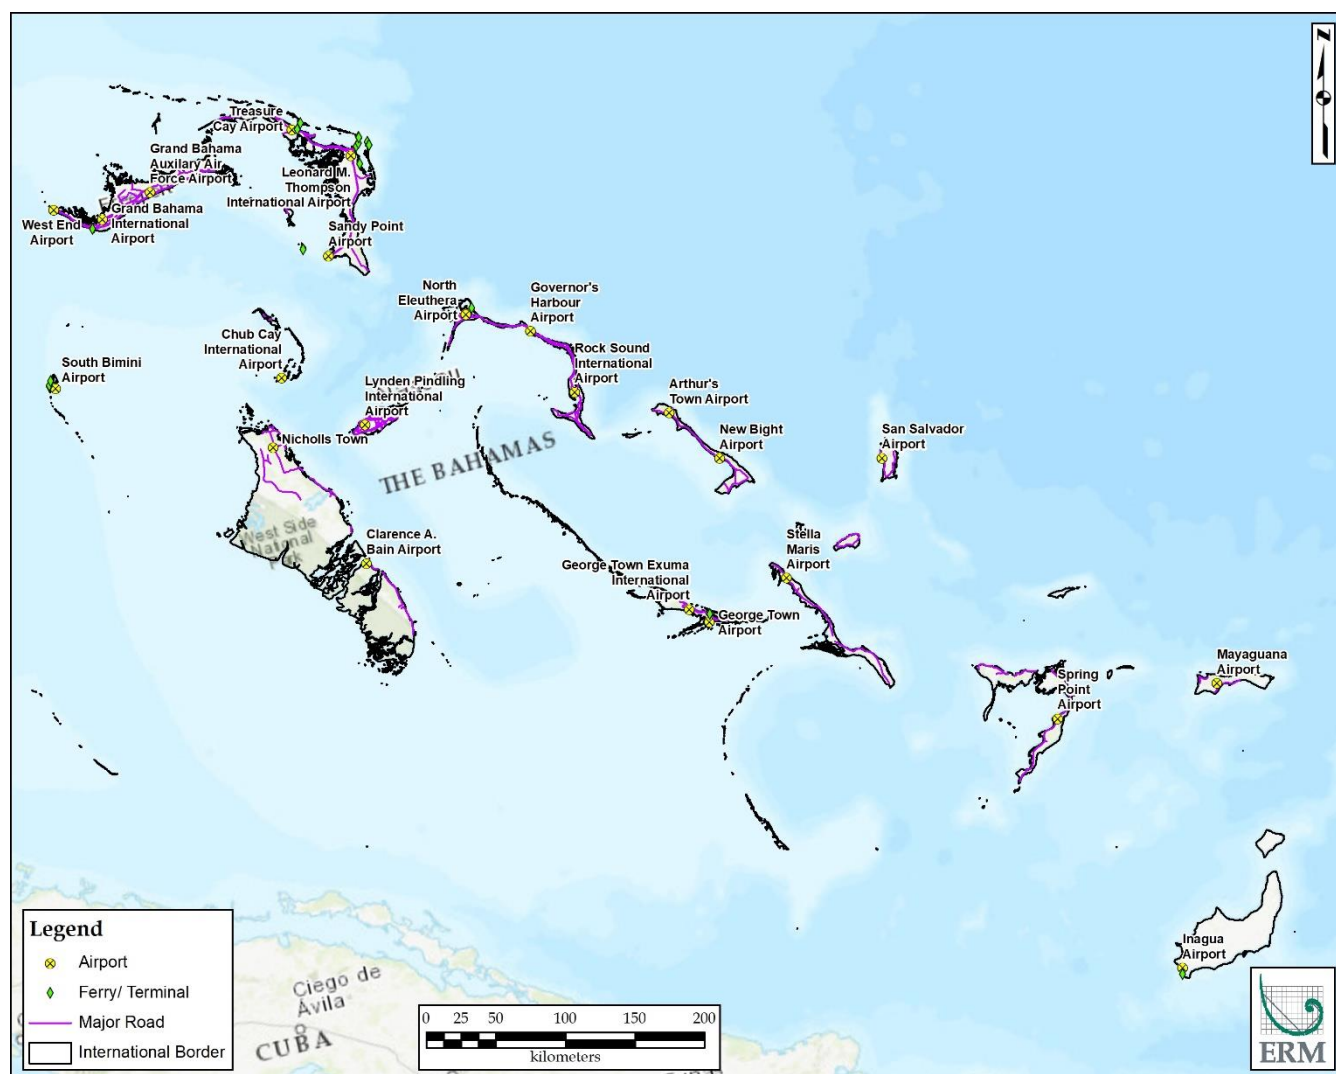 N
Treasure
Cay Airport
Grand Bahama
Auxilary Air
Force Airport
Leonard M.
Thompson
International Airport
West End
Airport
Grand Bahama
International
Airport
Sandy Point
Airport
North
Eleuthera
Airport
Governor's
Harbour
Airport
Chub Cay
International
Airport
South Bimini
Airport
Rock Sound
International
Airport
Lynden Pindling
International
Airport
Arthur's
Town Airport
New Bight
Airport
San Salvador
Airport
Nicholls Town
THE BAHAMAS
West Side
National
Park
Clarence A.
Bain Airport
Stella
Maris
Airport
George Town Exuma
International
Airport
George Town
Airport
Spring
Point
Airport
Mayaguana
Airport
Inagua
Airport
Ciego de
Ávila
CUBA
Legend
Airport
Ferry/ Terminal
Major Road
International Border
0 25 50 100 150 200
kilometers
ERM